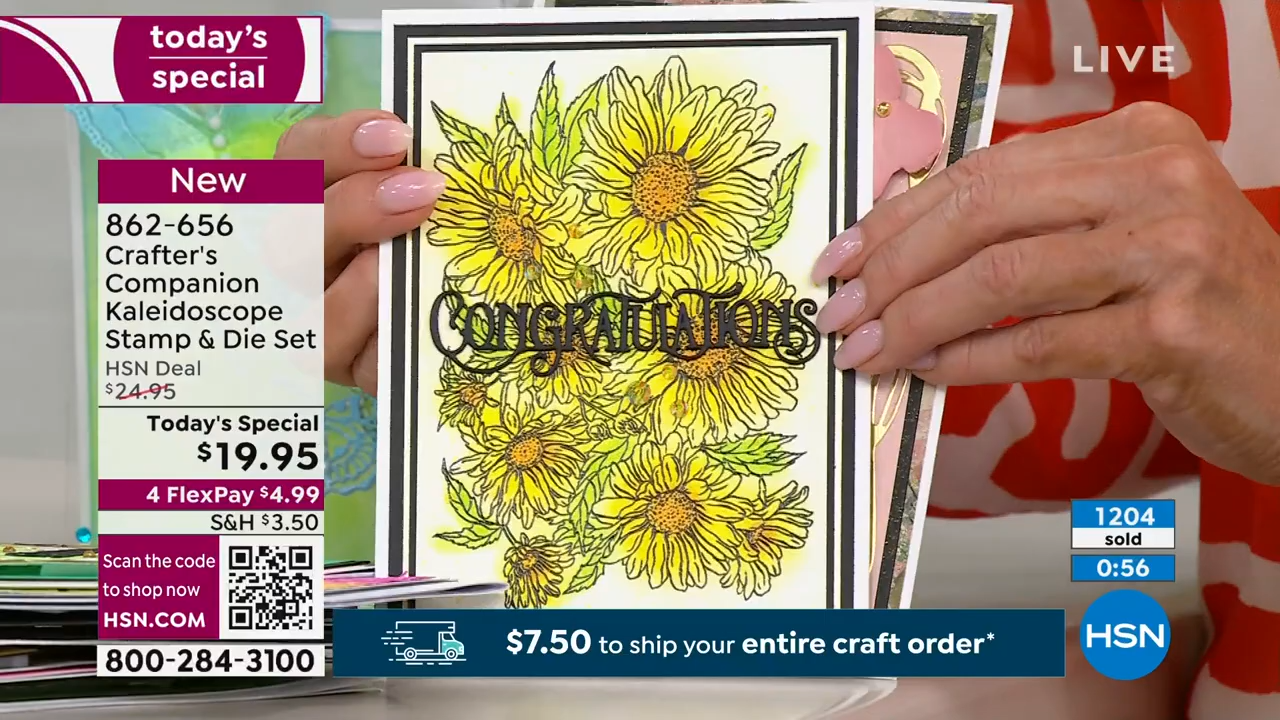 today's
special
New
862-656
Crafter's
Companion
Kaleidoscope
Stamp & Die Set
HSN Deal
$24.95
Today's Special
$19.95
4 FlexPay $4.99
S&H $3.50
Scan the code
to shop now
HSN.COM
800-284-3100
CONGRATULATIONS
LIVE
1204
sold
0:56
HSN
$7.50 to ship your entire craft order*